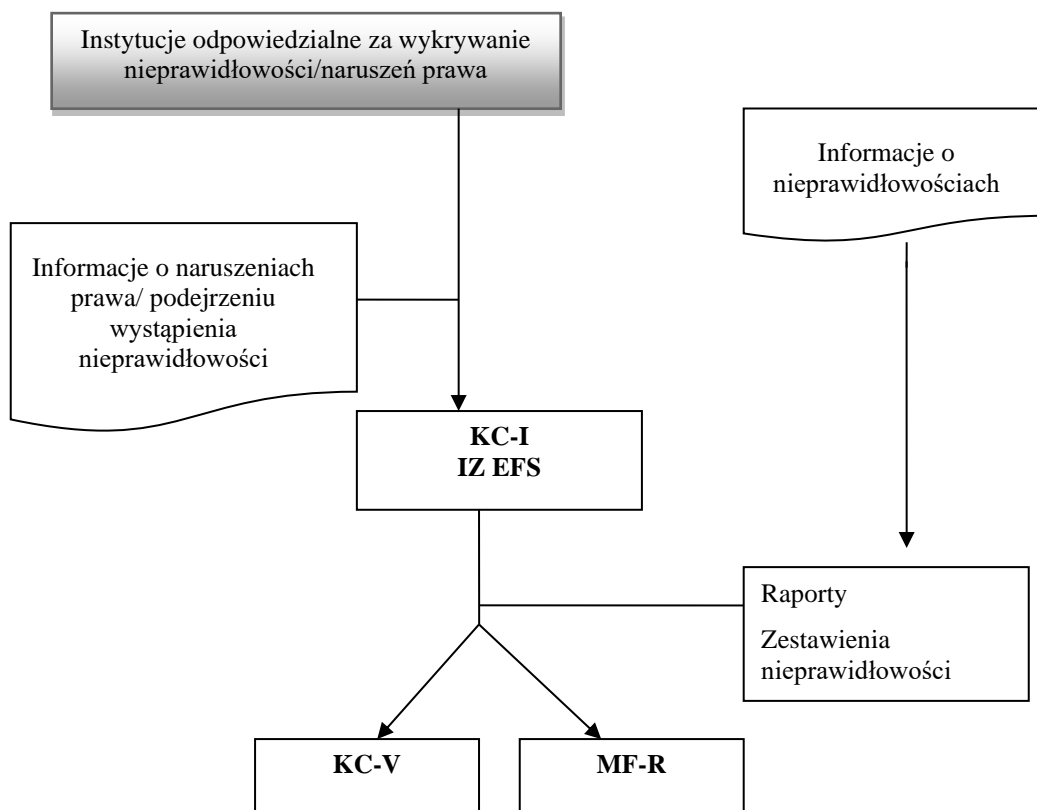 Instytucje odpowiedzialne za wykrywanie
nieprawidłowości/naruszeń prawa
Informacje o
nieprawidłowościach
Informacje o naruszeniach
prawa/ podejrzeniu
wystąpienia
nieprawidłowości
KC-I
IZ EFS
Raporty
Zestawienia
nieprawidłowości
KC-V
MF-R